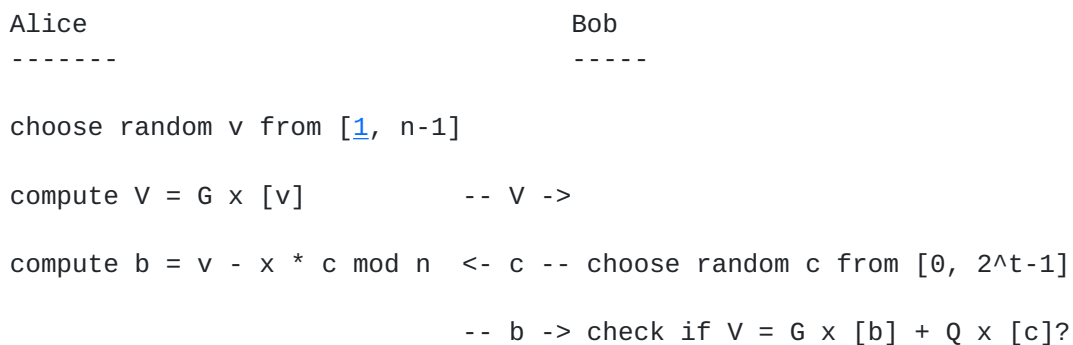 Alice                                Bob
-------                              -----
choose random v from [1, n-1]
compute V = G x [v]           -- V ->
compute b = v - x * c mod n  <- c -- choose random c from [0, 2^t-1]
                              -- b -> check if V = G x [b] + Q x [c]?